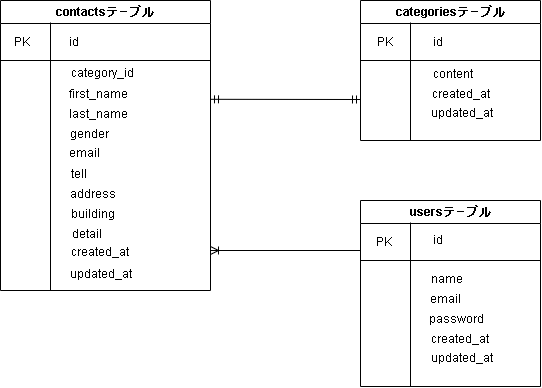 contactsテーブル
PK id
category_id
first_name
last_name
gender
email
tell
address
building
detail
created_at
updated_at
categoriesテーブル
id
content
created_at
updated_at
usersテーブル
PK id
name
email
password
created_at
updated_at